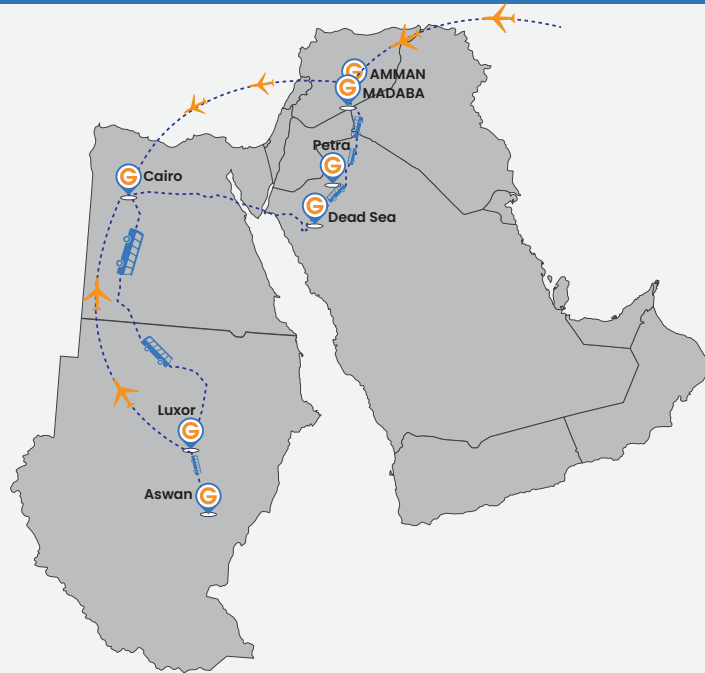 AMMAN
MADABA
Petra
Cairo
Dead Sea
Luxor
Aswan
G
G
G
G
G
G
G